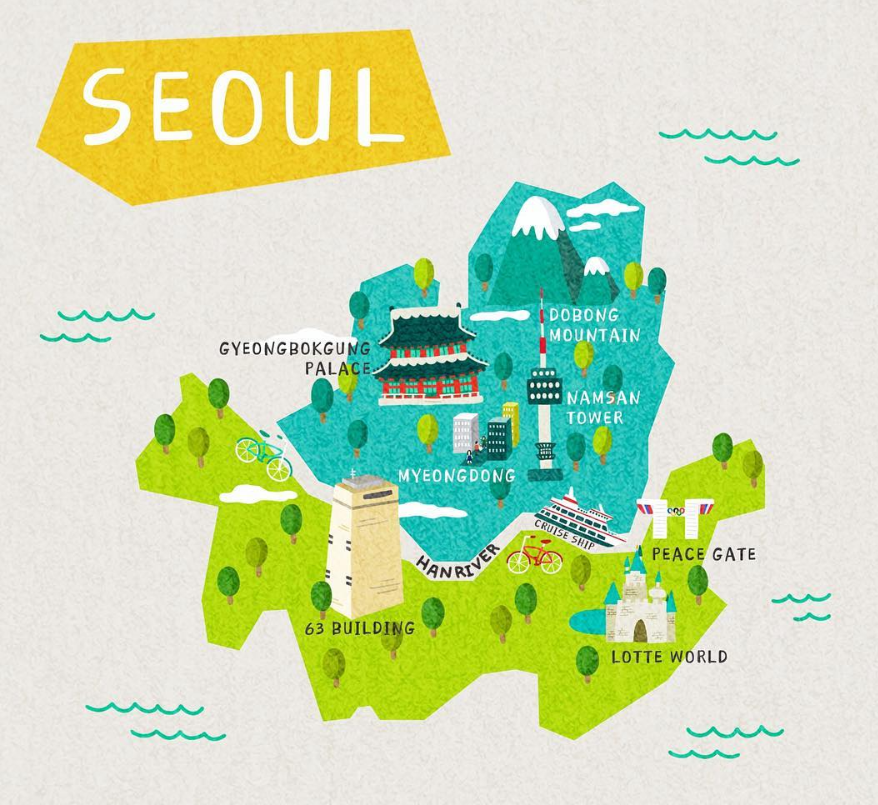 SEOUL
DOBONG
MOUNTAIN
GYEONGBOKGUNG
PALACE
NAMSAN
TOWER
MYEONGDONG
CRUISE SHIP
HANRIVER
PEACE GATE
63 BUILDING
LOTTE WORLD